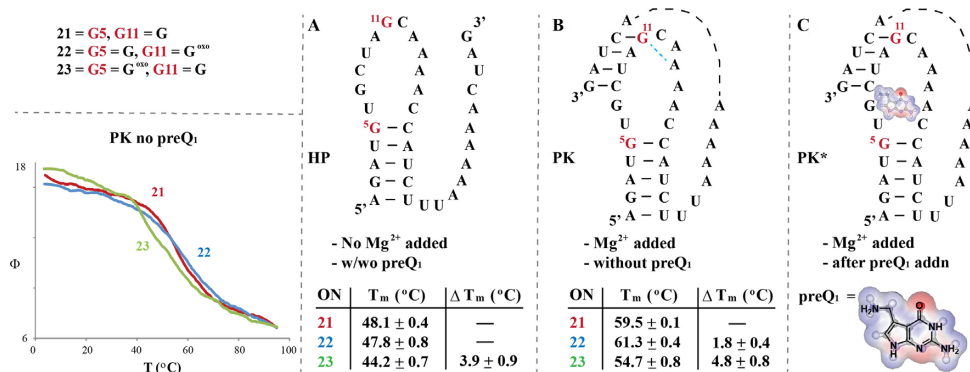 21 = G5, G11 = G
22 = G5 = G, G11 = Gᵒˣᵒ
23 = G5 = Gᵒˣᵒ, G11 = G
PK no preQ₁
18
Φ
6
0 20 40 60 80 100
T (°C)
21
22
23
A
¹¹G C
A A
U A
C A
U C
G
U
⁵G – C
U – A
A – U
G – C
A – U U U A
5’
3’
G
A
U
C
A
A
A
A
A
A
HP
- No Mg²⁺ added
- w/wo preQ₁
ON Tₘ (°C) Δ Tₘ (°C)
21 48.1 ± 0.4 —
22 47.8 ± 0.8 —
23 44.2 ± 0.7 3.9 ± 0.9
B
A 11
C G C
U A A
A – U A
G – C A
3’ G C
U
⁵G – C A
U – A A
A – U A
G – C A
A – U U U
5’
PK
- Mg²⁺ added
- without preQ₁
ON Tₘ (°C) Δ Tₘ (°C)
21 59.5 ± 0.1 —
22 61.3 ± 0.4 1.8 ± 0.4
23 54.7 ± 0.8 4.8 ± 0.8
C
A 11
C G C
U A A
A – U A
G – C A
3’ G A
U C
⁵G – C A
U – A A
A – U A
G – C A
A – U U U
5’
PK*
- Mg²⁺ added
- after preQ₁ addn
preQ₁ =
H₂N
O
NH
N
H
N
NH₂